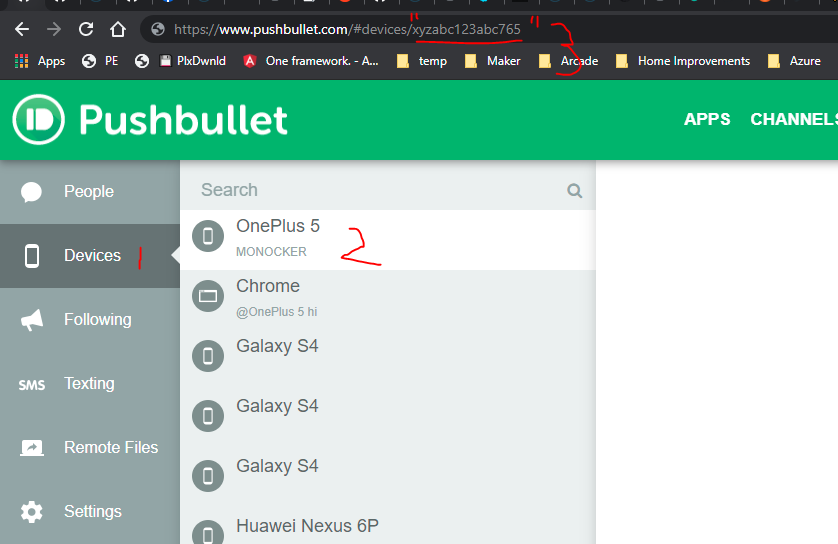 https://www.pushbullet.com/#devices/"xyzabc123abc765" 3
Apps PE PlxDwnld One framework. - A... temp Maker Arcade Home Improvements Azure
Pushbullet APPS CHANNELS
People
Devices 1
Following
SMS Texting
Remote Files
Settings
Search
OnePlus 5
MONOCKER 2
Chrome
@OnePlus 5 hi
Galaxy S4
Galaxy S4
Galaxy S4
Huawei Nexus 6P